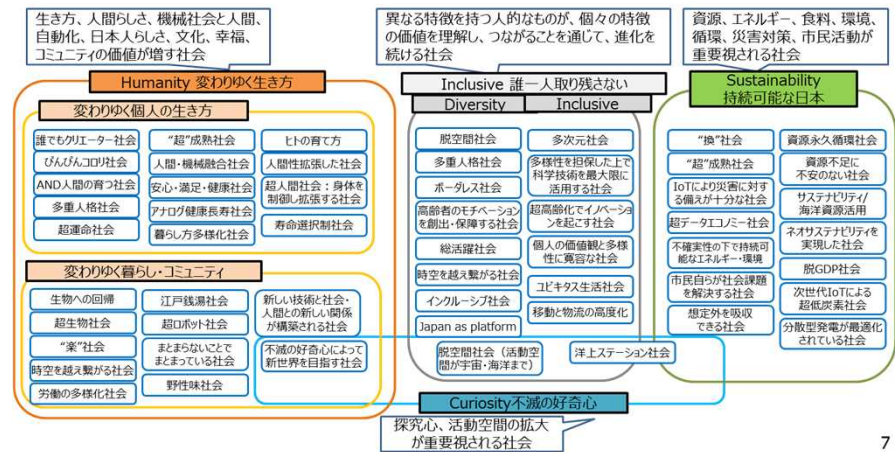 生き方、人間らしさ、機械社会と人間、
自動化、日本人らしさ、文化、幸福、
コミュニティの価値が増す社会
異なる特徴を持つ人的なものが、個々の特徴
の価値を理解し、つながることを通じて、進化を
続ける社会
資源、エネルギー、食料、環境、
循環、災害対策、市民活動が
重要視される社会
Humanity 変わりゆく生き方
変わりゆく個人の生き方
誰でもクリエーター社会
ぴんぴんコロリ社会
AND人間の育つ社会
多重人格社会
超運命社会
“超”成熟社会
人間・機械融合社会
安心・満足・健康社会
アナログ健康長寿社会
暮らし方多様化社会
ヒトの育て方
人間性拡張した社会
超人間社会：身体を
制御し拡張する社会
寿命選択制社会
変わりゆく暮らし・コミュニティ
生物への回帰
超生物社会
“楽”社会
時空を越え繋がる社会
労働の多様化社会
江戸銭湯社会
超ロボット社会
まとまらないことで
まとまっている社会
野性味社会
新しい技術と社会・
人間との新しい関係
が構築される社会
不滅の好奇心によって
新世界を目指す社会
Inclusive 誰一人取り残さない
Diversity
脱空間社会
多重人格社会
ボーダレス社会
高齢者のモチベーション
を創出・保障する社会
総活躍社会
時空を越え繋がる社会
インクルーシブ社会
Japan as platform
Inclusive
多次元社会
多様性を担保した上で
科学技術を最大限に
活用する社会
超高齢化でイノベーション
を起こす社会
個人の価値観と多様
性に寛容な社会
ユビキタス生活社会
移動と物流の高度化
脱空間社会（活動空
間が宇宙・海洋まで）
洋上ステーション社会
Sustainability
持続可能な日本
“換”社会
“超”成熟社会
IoTにより災害に対す
る備えが十分な社会
超データエコノミー社会
不確実性の下で持続可
能なエネルギー・環境
市民自らが社会課題
を解決する社会
想定外を吸収
できる社会
資源永久循環社会
資源不足に
不安のない社会
サステナビリティ/
海洋資源活用
ネオサステナビリティを
実現した社会
脱GDP社会
次世代IoTによる
超低炭素社会
分散型発電が最適化
されている社会
Curiosity不滅の好奇心
探究心、活動空間の拡大
が重要視される社会
7